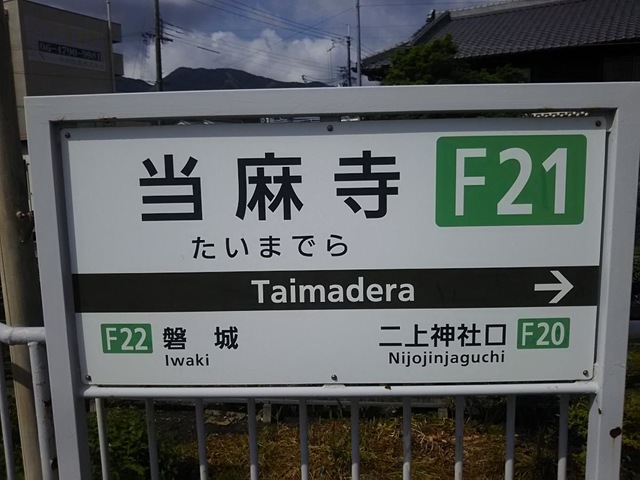 当麻寺 F21
たいまでら
Taimadera →
F22 磐城 二上神社口 F20
Iwaki Nijojinjaguchi